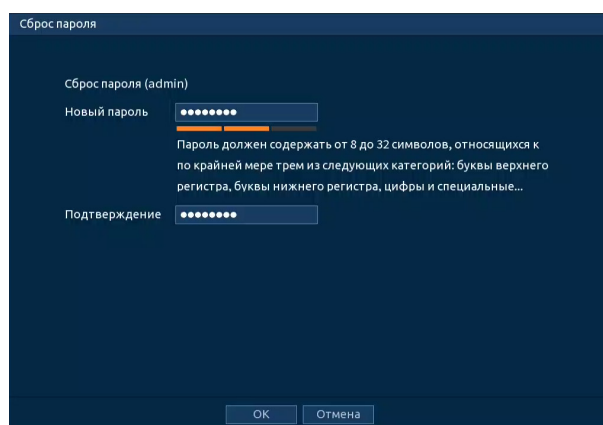 Сброс пароля
Сброс пароля (admin)
Новый пароль ●●●●●●●●
Пароль должен содержать от 8 до 32 символов, относящихся к
по крайней мере трем из следующих категорий: буквы верхнего
регистра, буквы нижнего регистра, цифры и специальные...
Подтверждение ●●●●●●●●
OK Отмена